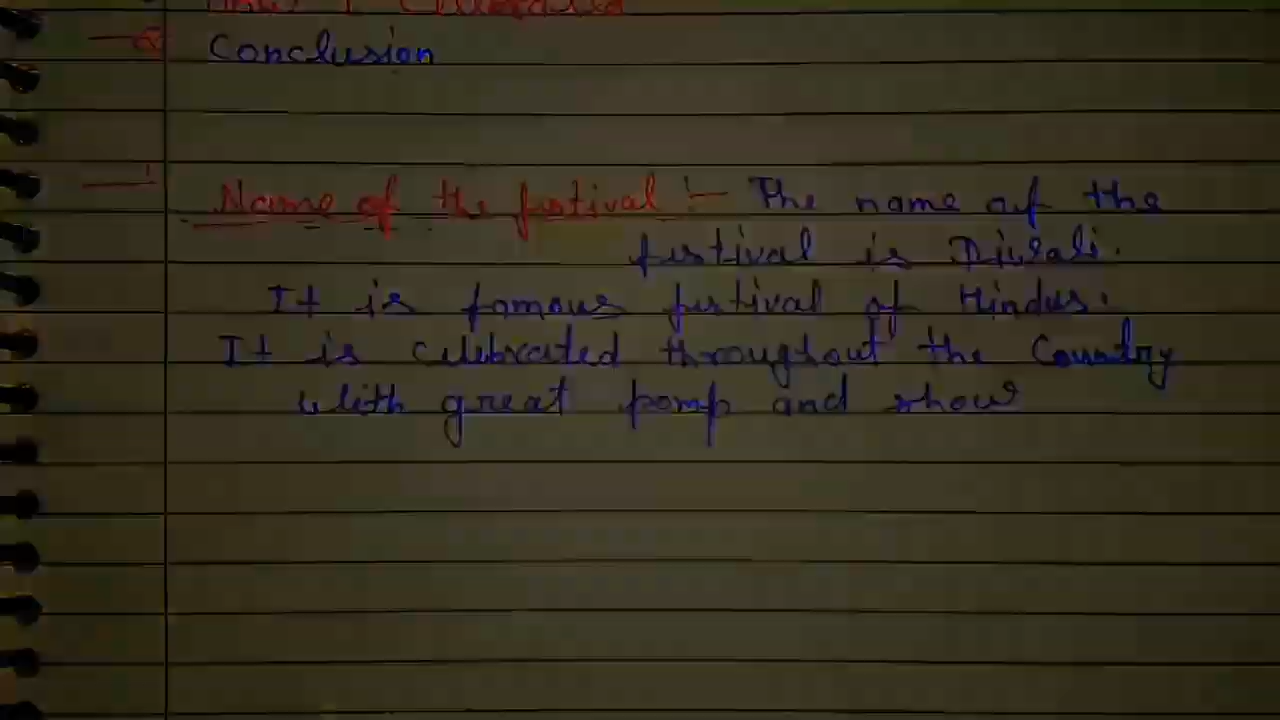 Conclusion
Name of the festival :- The name of the
festival is Diwali.
It is famous festival of Hindus.
It is celebrated throughout the Country
with great pomp and show